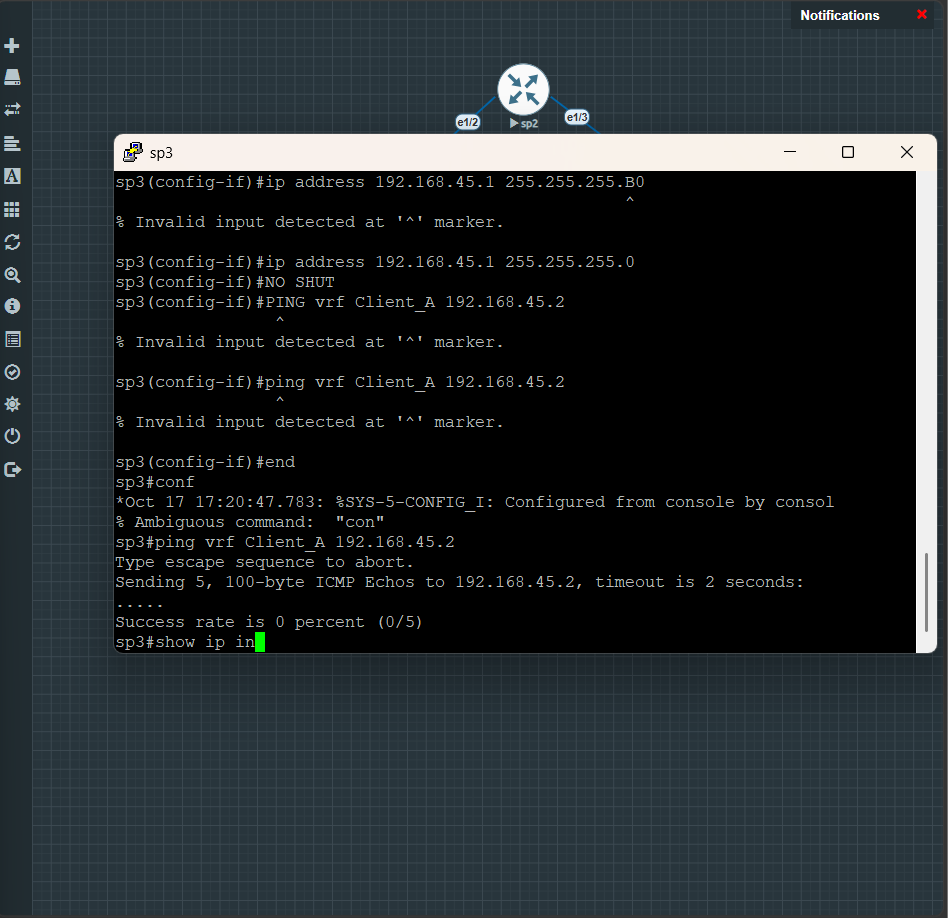 Notifications
e1/2
e1/3
sp2
sp3
sp3(config-if)#ip address 192.168.45.1 255.255.255.B0
^
% Invalid input detected at '^' marker.
sp3(config-if)#ip address 192.168.45.1 255.255.255.0
sp3(config-if)#NO SHUT
sp3(config-if)#PING vrf Client_A 192.168.45.2
^
% Invalid input detected at '^' marker.
sp3(config-if)#ping vrf Client_A 192.168.45.2
^
% Invalid input detected at '^' marker.
sp3(config-if)#end
sp3#conf
*Oct 17 17:20:47.783: %SYS-5-CONFIG_I: Configured from console by consol
% Ambiguous command:  "con"
sp3#ping vrf Client_A 192.168.45.2
Type escape sequence to abort.
Sending 5, 100-byte ICMP Echos to 192.168.45.2, timeout is 2 seconds:
.....
Success rate is 0 percent (0/5)
sp3#show ip in